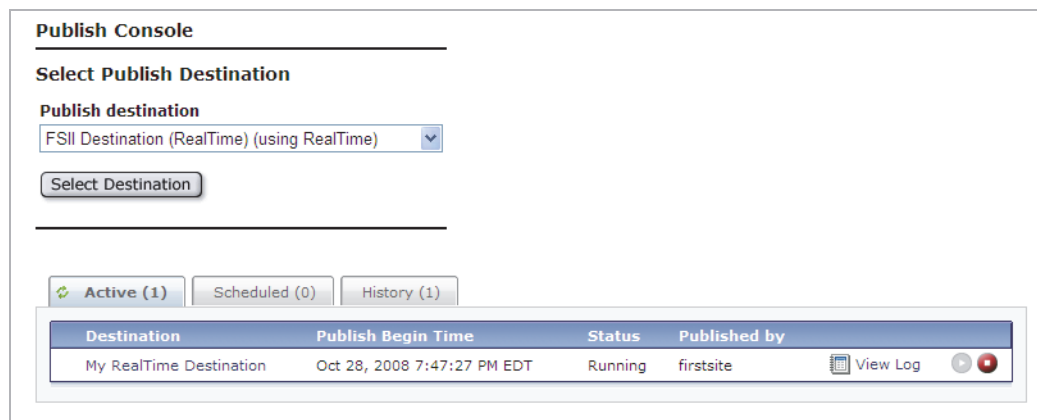 Publish Console
Select Publish Destination
Publish destination
FSII Destination (RealTime) (using RealTime)
Select Destination
Active (1) Scheduled (0) History (1)
Destination Publish Begin Time Status Published by
My RealTime Destination Oct 28, 2008 7:47:27 PM EDT Running firstsite View Log